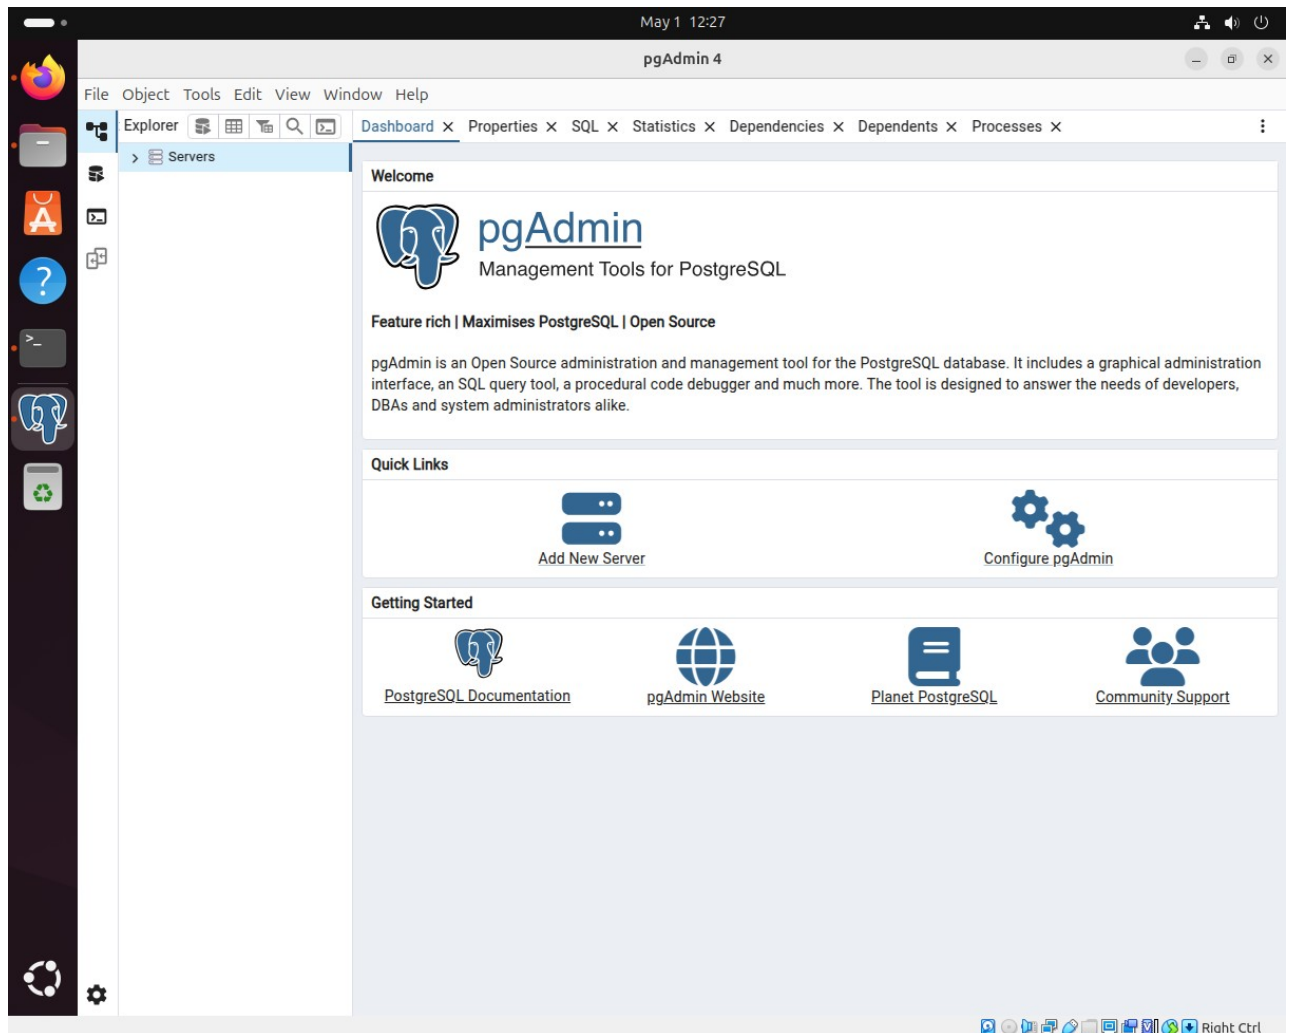 May 1 12:27
pgAdmin 4
File Object Tools Edit View Window Help
Explorer
Dashboard Properties SQL Statistics Dependencies Dependents Processes
Servers
Welcome
pgAdmin
Management Tools for PostgreSQL
Feature rich | Maximises PostgreSQL | Open Source
pgAdmin is an Open Source administration and management tool for the PostgreSQL database. It includes a graphical administration
interface, an SQL query tool, a procedural code debugger and much more. The tool is designed to answer the needs of developers,
DBAs and system administrators alike.
Quick Links
Add New Server
Configure pgAdmin
Getting Started
PostgreSQL Documentation
pgAdmin Website
Planet PostgreSQL
Community Support
Right Ctrl